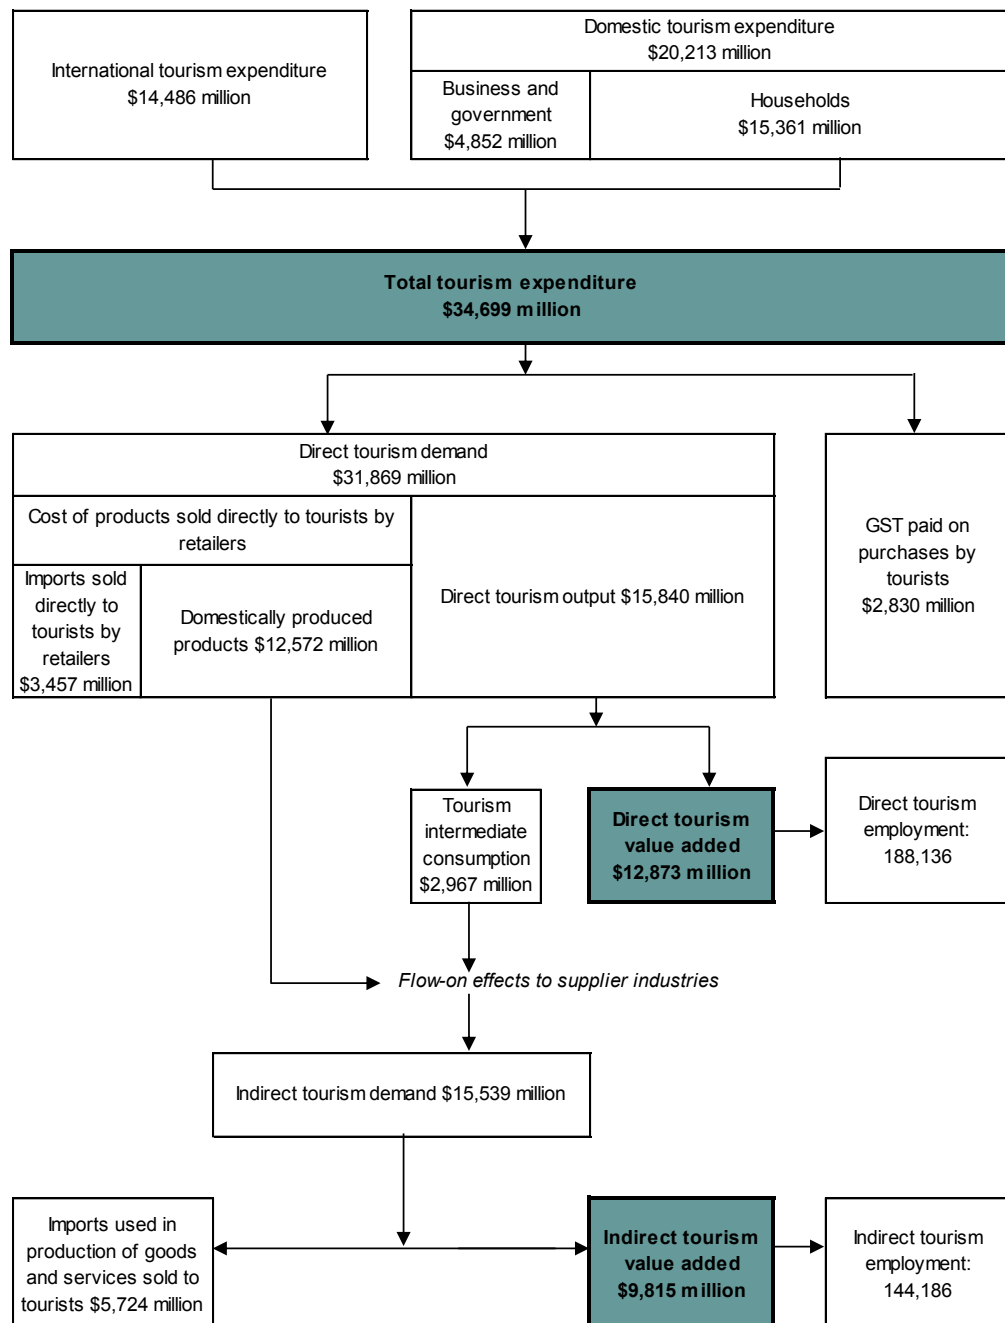 International tourism expenditure
$14,486 million
Domestic tourism expenditure
$20,213 million
Business and
government
$4,852 million
Households
$15,361 million
Total tourism expenditure
$34,699 million
Direct tourism demand
$31,869 million
Cost of products sold directly to tourists by
retailers
Imports sold
directly to
tourists by
retailers
$3,457 million
Domestically produced
products $12,572 million
Direct tourism output $15,840 million
GST paid on
purchases by
tourists
$2,830 million
Tourism
intermediate
consumption
$2,967 million
Direct tourism
value added
$12,873 million
Direct tourism
employment:
188,136
Flow-on effects to supplier industries
Indirect tourism demand $15,539 million
Imports used in
production of goods
and services sold to
tourists $5,724 million
Indirect tourism
value added
$9,815 million
Indirect tourism
employment:
144,186